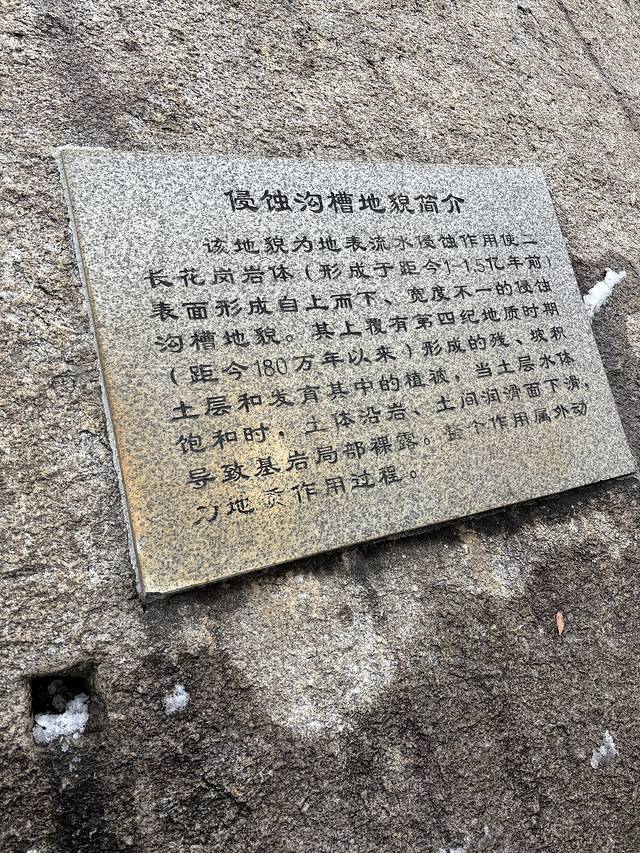 侵蚀沟槽地貌简介
该地貌为地表流水侵蚀作用使二
长花岗岩体（形成于距今1-1.5亿年前）
表面形成自上而下、宽度不一的侵蚀
沟槽地貌。其上覆有第四纪地质时期
（距今180万年以来）形成的残、坡积
土层和发育其中的植被，当土层水体
饱和时，土体沿岩、土间润滑面下滑，
导致基岩局部裸露。整个作用属外动
力地质作用过程。